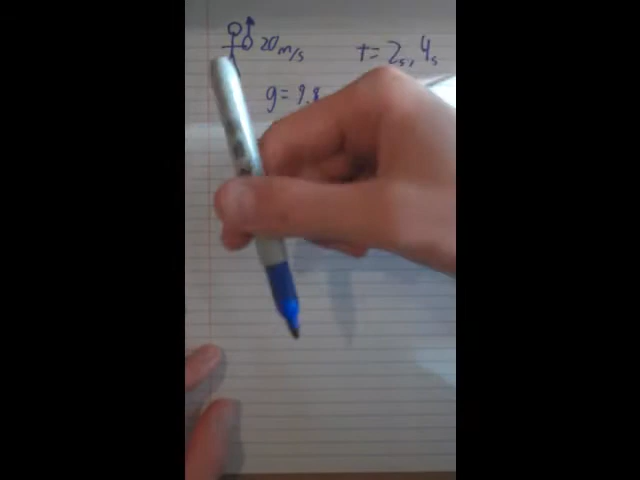 20 m/s t = 2s, 4s
g = 9.8